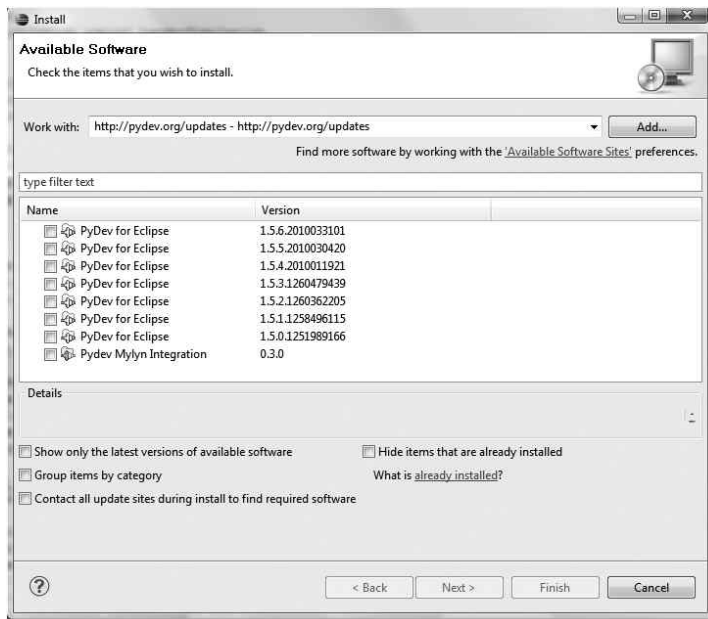 Install
Available Software
Check the items that you wish to install.
Work with: http://pydev.org/updates - http://pydev.org/updates Add...
Find more software by working with the 'Available Software Sites' preferences.
type filter text
Name Version
PyDev for Eclipse 1.5.6.2010033101
PyDev for Eclipse 1.5.5.2010030420
PyDev for Eclipse 1.5.4.2010011921
PyDev for Eclipse 1.5.3.1260479439
PyDev for Eclipse 1.5.2.1260362205
PyDev for Eclipse 1.5.1.1258496115
PyDev for Eclipse 1.5.0.1251989166
Pydev Mylyn Integration 0.3.0
Details
Show only the latest versions of available software Hide items that are already installed
Group items by category What is already installed?
Contact all update sites during install to find required software
? < Back Next > Finish Cancel